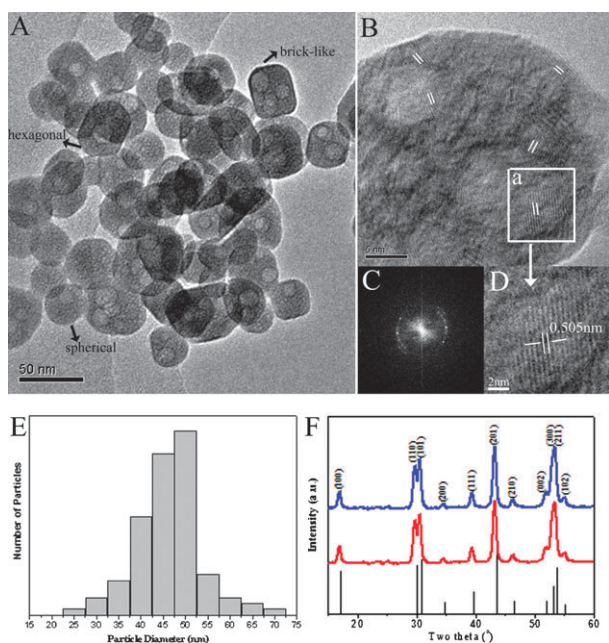 A
brick-like
hexagonal
spherical
50 nm
B
a
5 nm
C
D
0.505nm
2nm
E
Number of Particles
15 20 25 30 35 40 45 50 55 60 65 70 75
Particle Diameter (nm)
F
Intensity (a.u.)
(100)
(110)
(101)
(200)
(111)
(201)
(210)
(002)
(300)
(211)
(102)
20 30 40 50 60
Two theta (°)